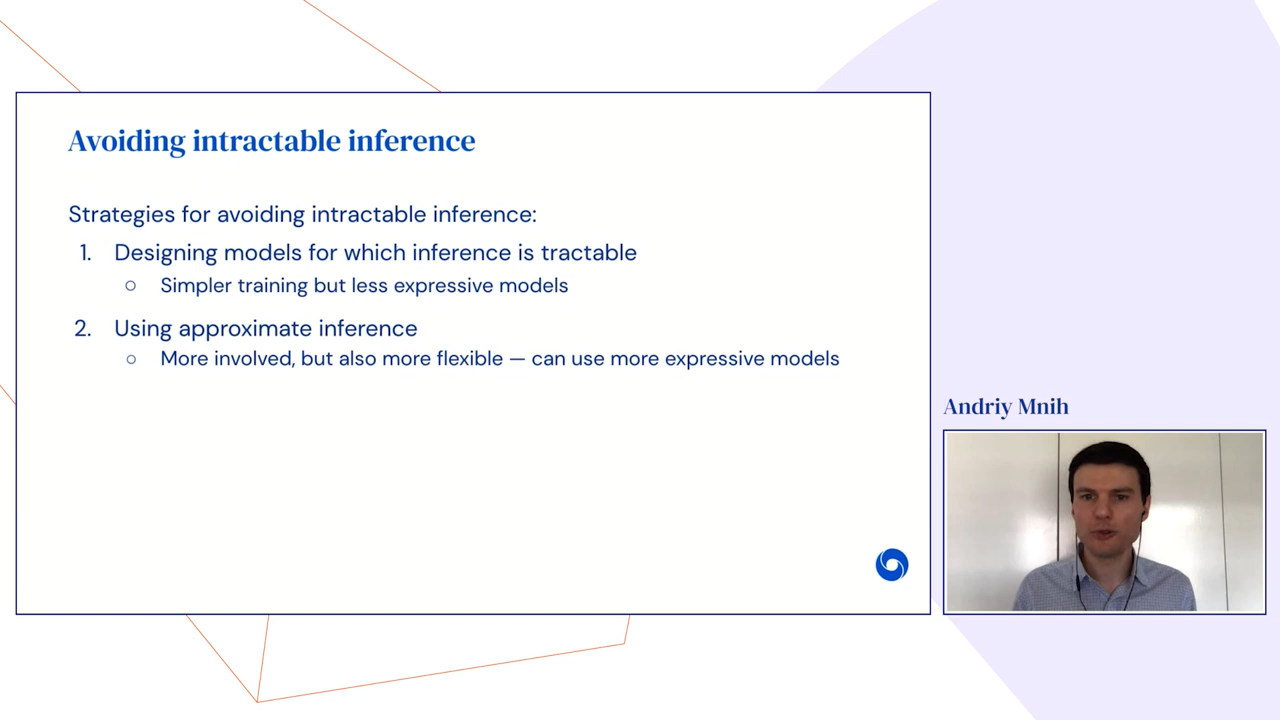 Avoiding intractable inference
Strategies for avoiding intractable inference:
1. Designing models for which inference is tractable
○ Simpler training but less expressive models
2. Using approximate inference
○ More involved, but also more flexible — can use more expressive models
Andriy Mnih